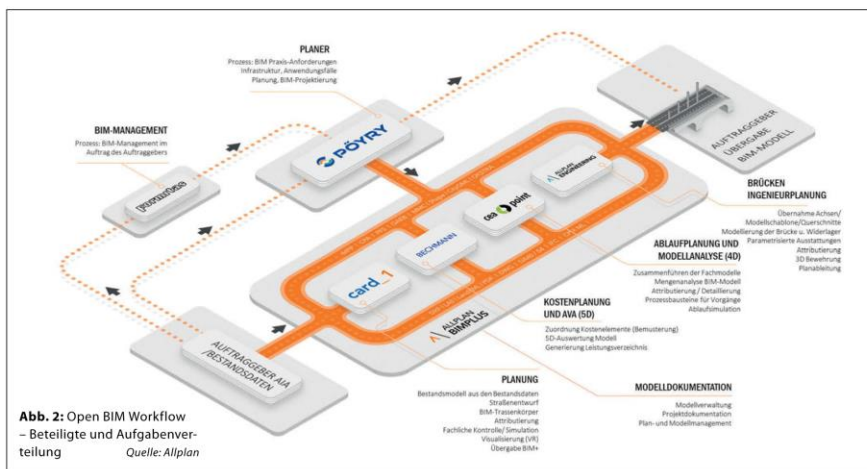 PLANER
Prozess: BIM Praxis-Anforderungen
Infrastruktur, Anwendungsfälle
Planung, BIM-Projektierung
BIM-MANAGEMENT
Prozess: BIM-Management im
Auftrag des Auftraggebers
PÖYRY
AUFTRAGGEBER
ÜBERGABE
BIM-MODELL
ALLPLAN
ENGINEERING
BRÜCKEN
INGENIEURPLANUNG
Übernahme Achsen/
Modellschablone/Querschnitte
Modellierung der Brücke u. Widerlager
Parametrisierte Ausstattungen
Attributierung
3D Bewehrung
Planableitung
ceapoint
ABLAUFPLANUNG UND
MODELLANALYSE (4D)
Zusammenführen der Fachmodelle
Mengenanalyse BIM-Modell
Attributierung / Detaillierung
Prozessbausteine für Vorgänge
Ablaufsimulation
BECHMANN
KOSTENPLANUNG
UND AVA (5D)
Zuordnung Kostenelemente (Bemusterung)
5D-Auswertung Modell
Generierung Leistungsverzeichnis
card_1
ALLPLAN
BIMPLUS
AUFTRAGGEBER AIA
/BESTANDSDATEN
PLANUNG
Bestandsmodell aus den Bestandsdaten
Straßenentwurf
BIM-Trassenkörper
Attributierung
Fachliche Kontrolle/ Simulation
Visualisierung (VR)
Übergabe BIM+
MODELLDOKUMENTATION
Modellverwaltung
Projektdokumentation
Plan- und Modellmanagement
Abb. 2: Open BIM Workflow
– Beteiligte und Aufgabenver-
teilung Quelle: Allplan